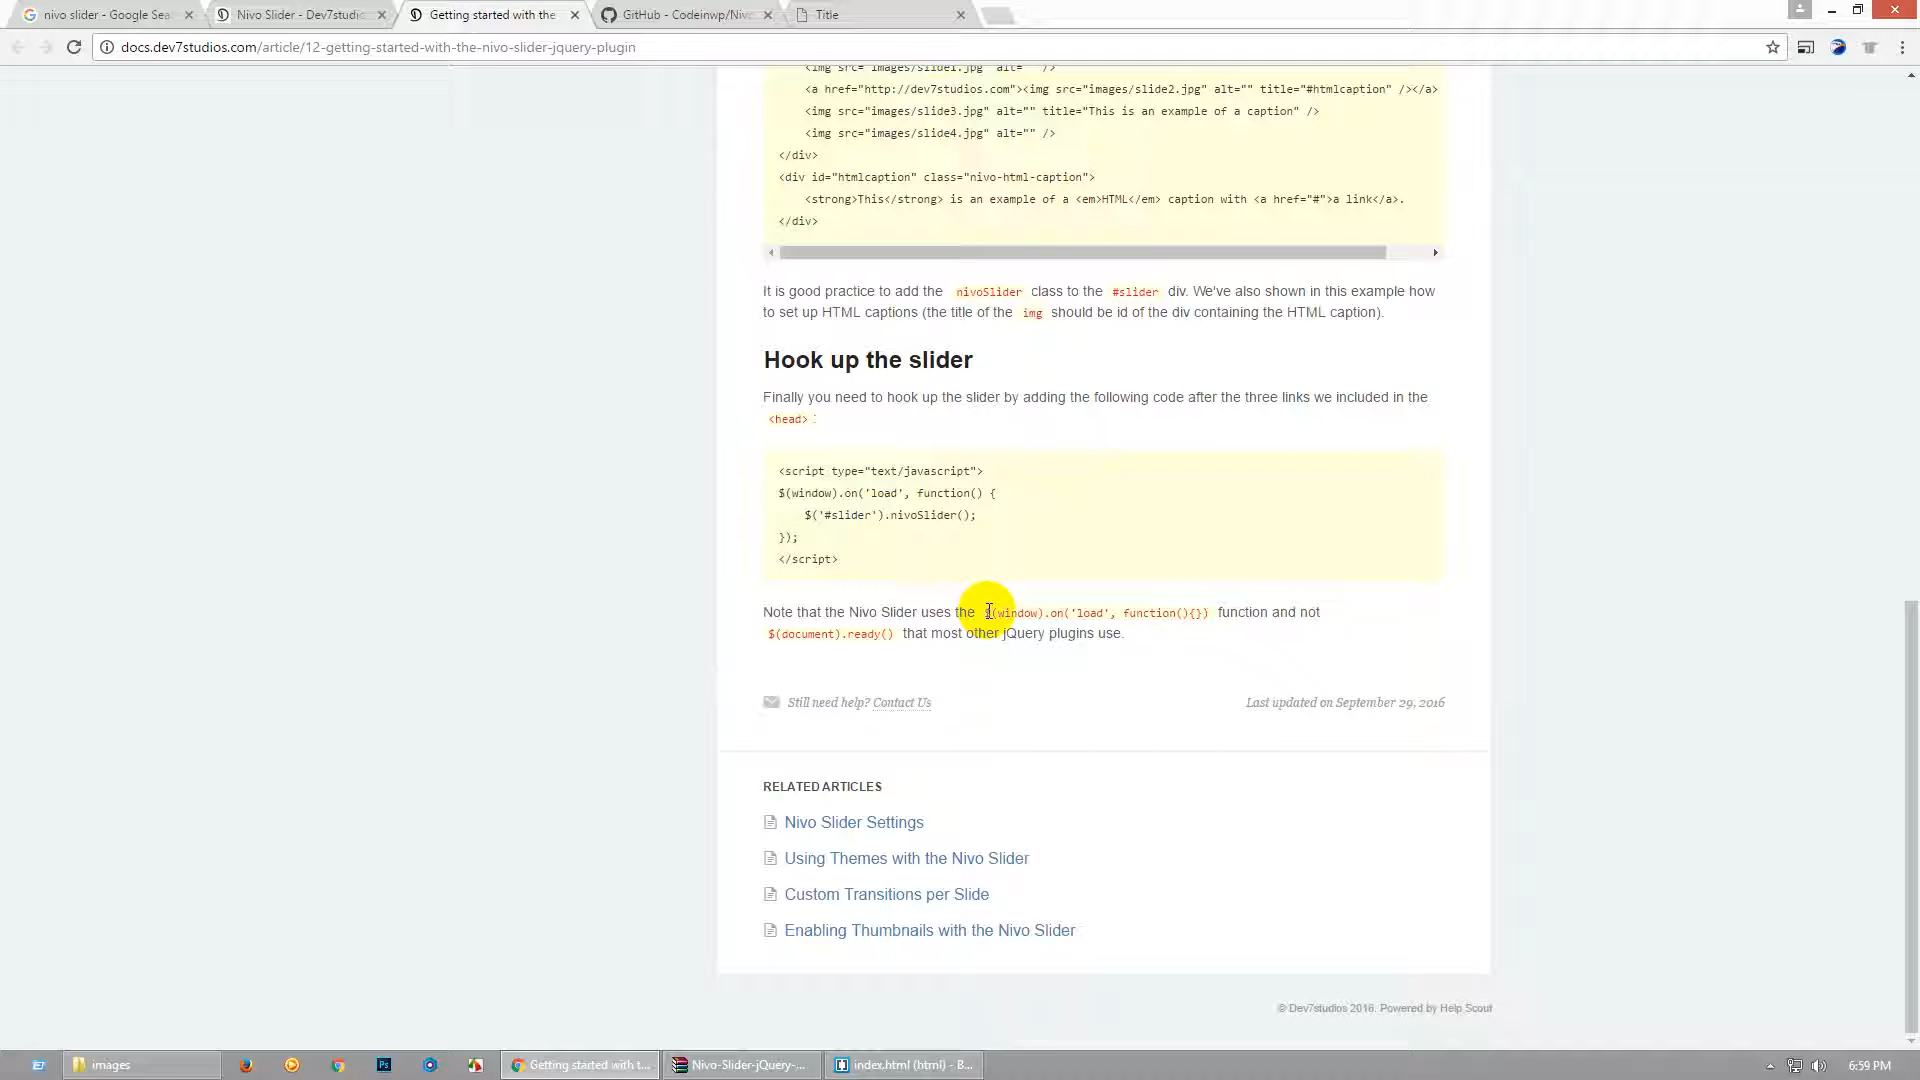 nivo slider - Google Sea
Nivo Slider - Dev7studio
Getting started with the
GitHub - Codeinwp/Nivo
Title
docs.dev7studios.com/article/12-getting-started-with-the-nivo-slider-jquery-plugin
<img src="images/slide1.jpg" alt="" />
<a href="http://dev7studios.com"><img src="images/slide2.jpg" alt="" title="#htmlcaption" /></a>
<img src="images/slide3.jpg" alt="" title="This is an example of a caption" />
<img src="images/slide4.jpg" alt="" />
</div>
<div id="htmlcaption" class="nivo-html-caption">
<strong>This</strong> is an example of a <em>HTML</em> caption with <a href="#">a link</a>.
</div>
It is good practice to add the nivoSlider class to the #slider div. We've also shown in this example how
to set up HTML captions (the title of the img should be id of the div containing the HTML caption).
Hook up the slider
Finally you need to hook up the slider by adding the following code after the three links we included in the
<head> :
<script type="text/javascript">
$(window).on('load', function() {
$('#slider').nivoSlider();
});
</script>
Note that the Nivo Slider uses the $(window).on('load', function(){}) function and not
$(document).ready() that most other jQuery plugins use.
Still need help? Contact Us
Last updated on September 29, 2016
RELATED ARTICLES
Nivo Slider Settings
Using Themes with the Nivo Slider
Custom Transitions per Slide
Enabling Thumbnails with the Nivo Slider
© Dev7studios 2016. Powered by Help Scout
images
Ps
Getting started with t...
Nivo-Slider-jQuery-...
index.html (html) - B...
6:59 PM